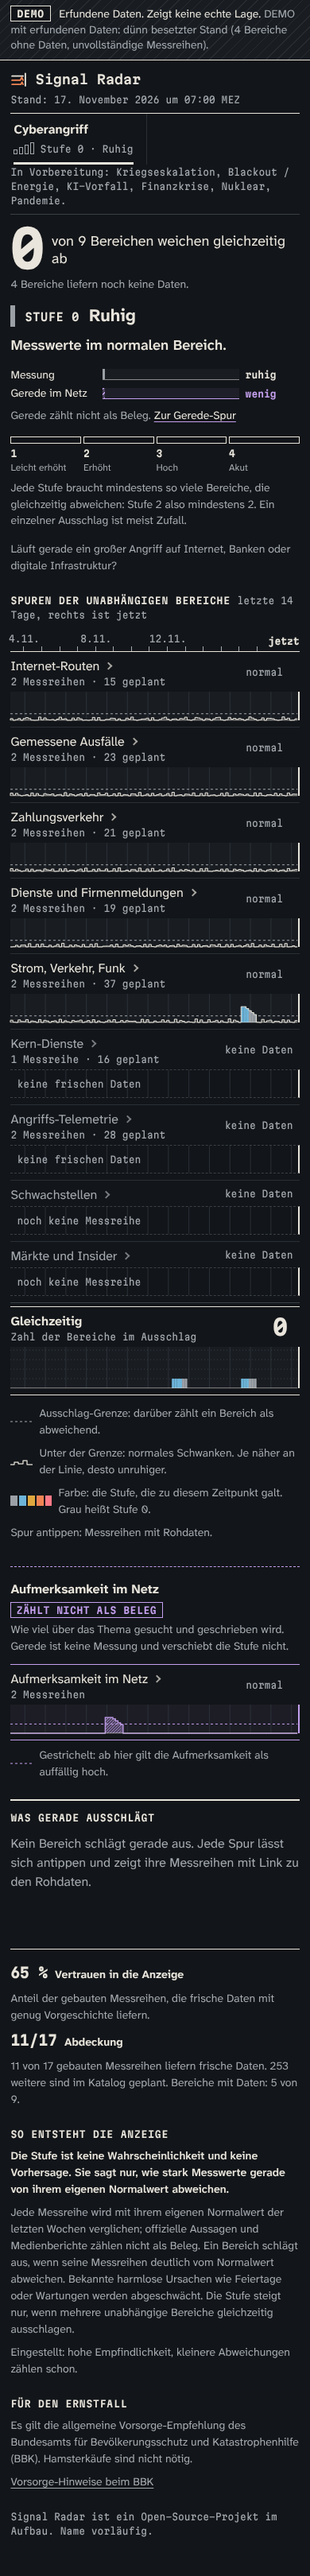 DEMO Erfundene Daten. Zeigt keine echte Lage. DEMO
mit erfundenen Daten: dünn besetzter Stand (4 Bereiche
ohne Daten, unvollständige Messreihen).
Signal Radar
Stand: 17. November 2026 um 07:00 MEZ
Cyberangriff
Stufe 0 · Ruhig
In Vorbereitung: Kriegseskalation, Blackout /
Energie, KI-Vorfall, Finanzkrise, Nuklear,
Pandemie.
0 von 9 Bereichen weichen gleichzeitig
ab
4 Bereiche liefern noch keine Daten.
STUFE 0 Ruhig
Messwerte im normalen Bereich.
Messung ruhig
Gerede im Netz wenig
Gerede zählt nicht als Beleg. Zur Gerede-Spur
1 2 3 4
Leicht erhöht Erhöht Hoch Akut
Jede Stufe braucht mindestens so viele Bereiche, die
gleichzeitig abweichen: Stufe 2 also mindestens 2. Ein
einzelner Ausschlag ist meist Zufall.
Läuft gerade ein großer Angriff auf Internet, Banken oder
digitale Infrastruktur?
SPUREN DER UNABHÄNGIGEN BEREICHE letzte 14
Tage, rechts ist jetzt
4.11. 8.11. 12.11. jetzt
Internet-Routen normal
2 Messreihen · 15 geplant
Gemessene Ausfälle normal
2 Messreihen · 23 geplant
Zahlungsverkehr normal
2 Messreihen · 21 geplant
Dienste und Firmenmeldungen normal
2 Messreihen · 19 geplant
Strom, Verkehr, Funk normal
2 Messreihen · 37 geplant
Kern-Dienste keine Daten
1 Messreihe · 16 geplant
keine frischen Daten
Angriffs-Telemetrie keine Daten
2 Messreihen · 28 geplant
keine frischen Daten
Schwachstellen keine Daten
noch keine Messreihe
Märkte und Insider keine Daten
noch keine Messreihe
Gleichzeitig 0
Zahl der Bereiche im Ausschlag
Ausschlag-Grenze: darüber zählt ein Bereich als
abweichend.
Unter der Grenze: normales Schwanken. Je näher an
der Linie, desto unruhiger.
Farbe: die Stufe, die zu diesem Zeitpunkt galt.
Grau heißt Stufe 0.
Spur antippen: Messreihen mit Rohdaten.
Aufmerksamkeit im Netz
ZÄHLT NICHT ALS BELEG
Wie viel über das Thema gesucht und geschrieben wird.
Gerede ist keine Messung und verschiebt die Stufe nicht.
Aufmerksamkeit im Netz normal
2 Messreihen
Gestrichelt: ab hier gilt die Aufmerksamkeit als
auffällig hoch.
WAS GERADE AUSSCHLÄGT
Kein Bereich schlägt gerade aus. Jede Spur lässt
sich antippen und zeigt ihre Messreihen mit Link zu
den Rohdaten.
65 % Vertrauen in die Anzeige
Anteil der gebauten Messreihen, die frische Daten mit
genug Vorgeschichte liefern.
11/17 Abdeckung
11 von 17 gebauten Messreihen liefern frische Daten. 253
weitere sind im Katalog geplant. Bereiche mit Daten: 5 von
9.
SO ENTSTEHT DIE ANZEIGE
Die Stufe ist keine Wahrscheinlichkeit und keine
Vorhersage. Sie sagt nur, wie stark Messwerte gerade
von ihrem eigenen Normalwert abweichen.
Jede Messreihe wird mit ihrem eigenen Normalwert der
letzten Wochen verglichen; offizielle Aussagen und
Medienberichte zählen nicht als Beleg. Ein Bereich schlägt
aus, wenn seine Messreihen deutlich vom Normalwert
abweichen. Bekannte harmlose Ursachen wie Feiertage
oder Wartungen werden abgeschwächt. Die Stufe steigt
nur, wenn mehrere unabhängige Bereiche gleichzeitig
ausschlagen.
Eingestellt: hohe Empfindlichkeit, kleinere Abweichungen
zählen schon.
FÜR DEN ERNSTFALL
Es gilt die allgemeine Vorsorge-Empfehlung des
Bundesamts für Bevölkerungsschutz und Katastrophenhilfe
(BBK). Hamsterkäufe sind nicht nötig.
Vorsorge-Hinweise beim BBK
Signal Radar ist ein Open-Source-Projekt im
Aufbau. Name vorläufig.